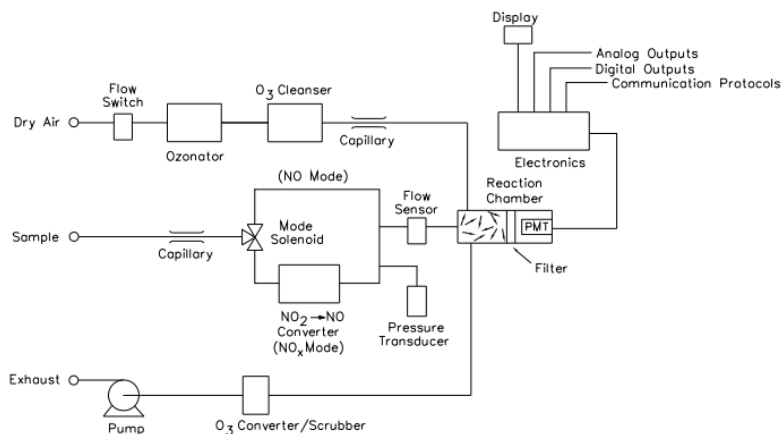 Display
Analog Outputs
Digital Outputs
Communication Protocols
Electronics
Flow
Switch
O3 Cleanser
Dry Air
Ozonator
Capillary
(NO Mode)
Reaction
Chamber
Flow
Sensor
Mode
Solenoid
PMT
Sample
Capillary
Filter
NO2→NO
Converter
(NOx Mode)
Pressure
Transducer
Exhaust
Pump
O3 Converter/Scrubber